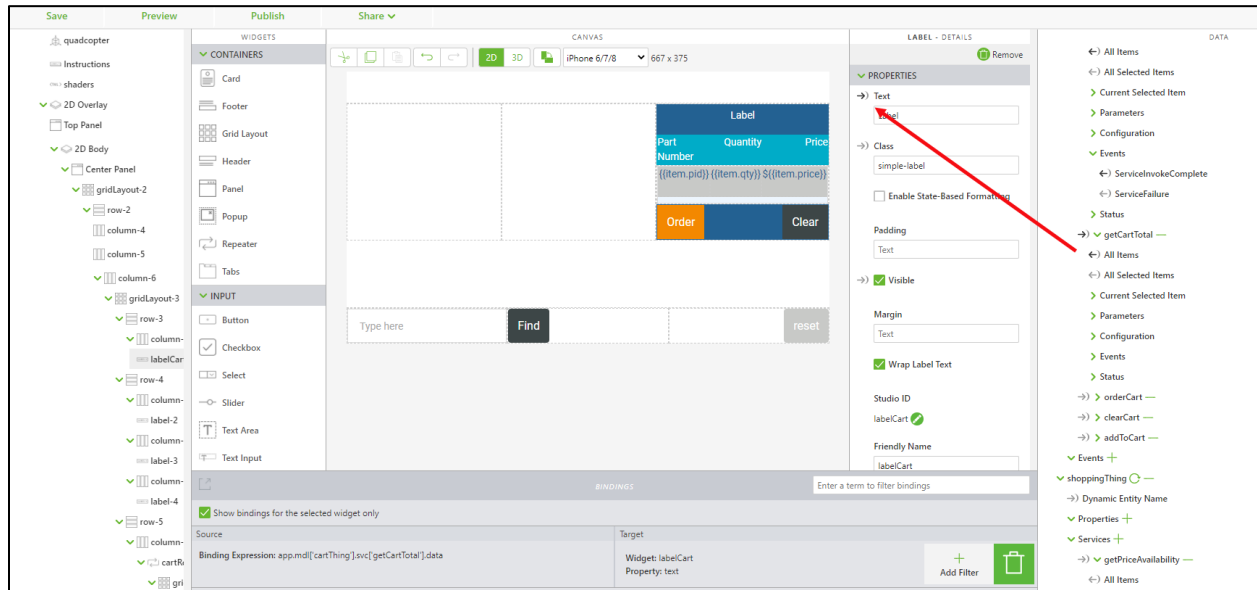 Save Preview Publish Share
quadcopter
Instructions
shaders
2D Overlay
Top Panel
2D Body
Center Panel
gridLayout-2
row-2
column-4
column-5
column-6
gridLayout-3
row-3
column-
labelCar
row-4
column-
label-2
column-
label-3
column-
label-4
row-5
column-
cartR
gri
WIDGETS
CONTAINERS
Card
Footer
Grid Layout
Header
Panel
Popup
Repeater
Tabs
INPUT
Button
Checkbox
Select
Slider
Text Area
Text Input
CANVAS
2D 3D iPhone 6/7/8 667 x 375
Label
Part Number Quantity Price
{{item.pid}} {{item.qty}} ${{item.price}}
Order Clear
Type here Find reset
LABEL - DETAILS
Remove
PROPERTIES
Text
Label
Class
simple-label
Enable State-Based Formatting
Padding
Text
Visible
Margin
Text
Wrap Label Text
Studio ID
labelCart
Friendly Name
labelCart
DATA
All Items
All Selected Items
Current Selected Item
Parameters
Configuration
Events
ServiceInvokeComplete
ServiceFailure
Status
getCartTotal
All Items
All Selected Items
Current Selected Item
Parameters
Configuration
Events
Status
orderCart
clearCart
addToCart
Events
shoppingThing
Dynamic Entity Name
Properties
Services
getPriceAvailability
All Items
BINDINGS
Enter a term to filter bindings
Show bindings for the selected widget only
Source Target
Binding Expression: app.mdl['cartThing'].svc['getCartTotal'].data
Widget: labelCart
Property: text
Add Filter